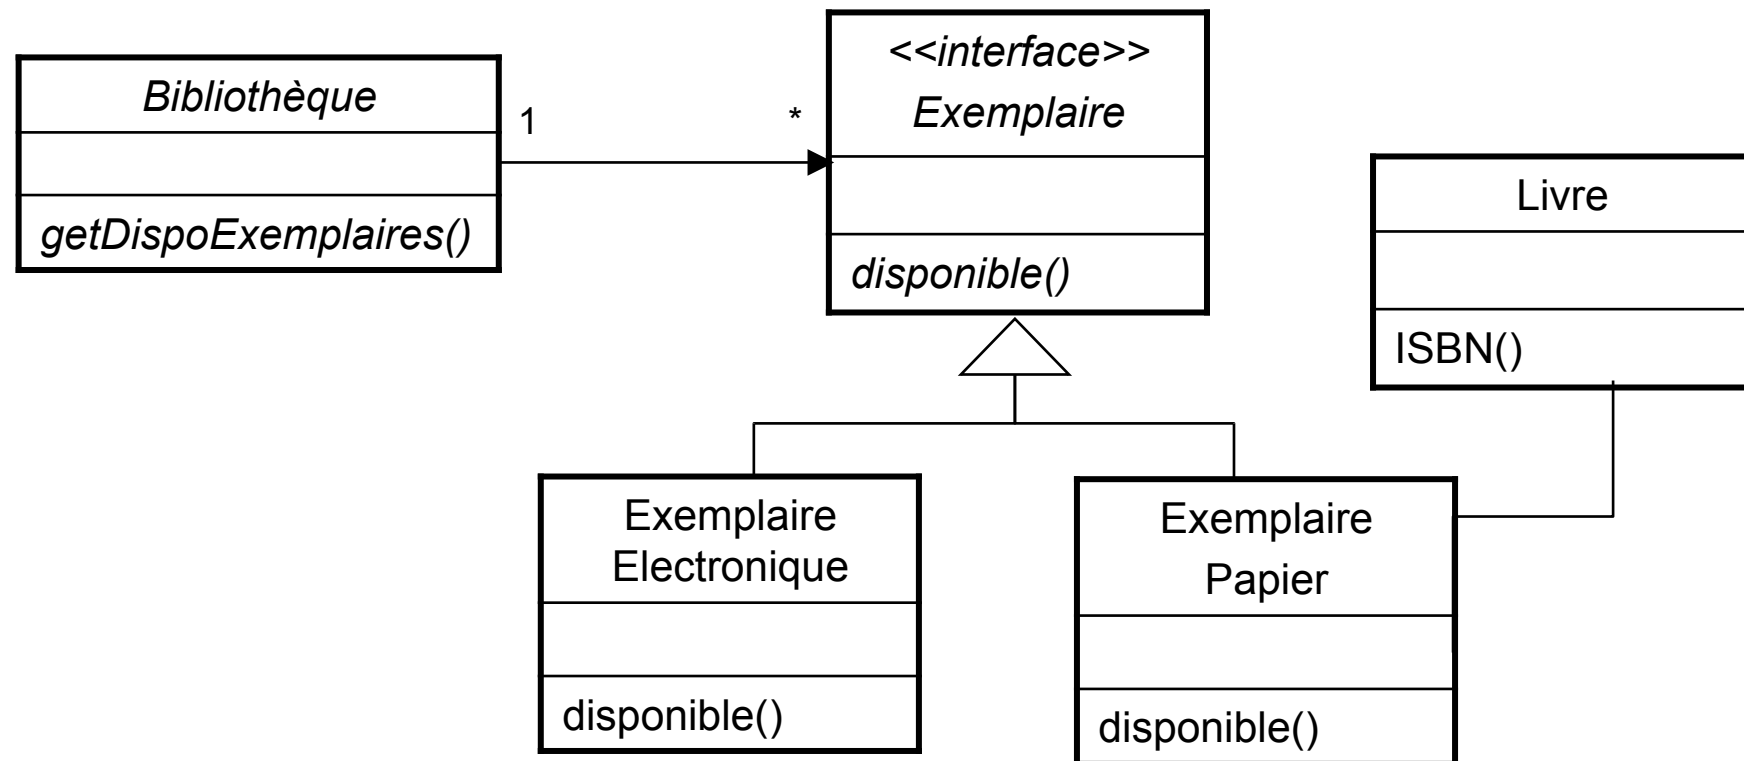 Bibliothèque
getDispoExemplaires()
1
*
<<interface>>
Exemplaire
disponible()
Livre
ISBN()
Exemplaire
Electronique
disponible()
Exemplaire
Papier
disponible()